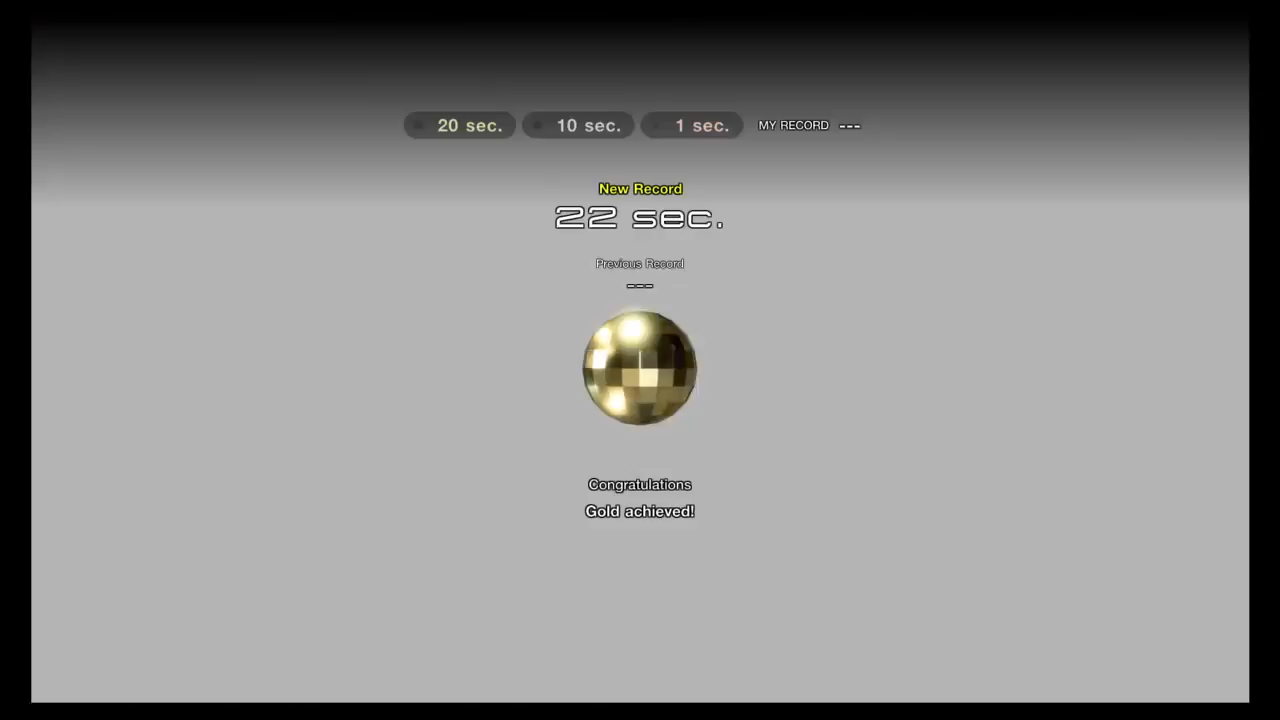 20 sec. 10 sec. 1 sec. MY RECORD ---
New Record
22 sec.
Previous Record
---
Congratulations
Gold achieved!